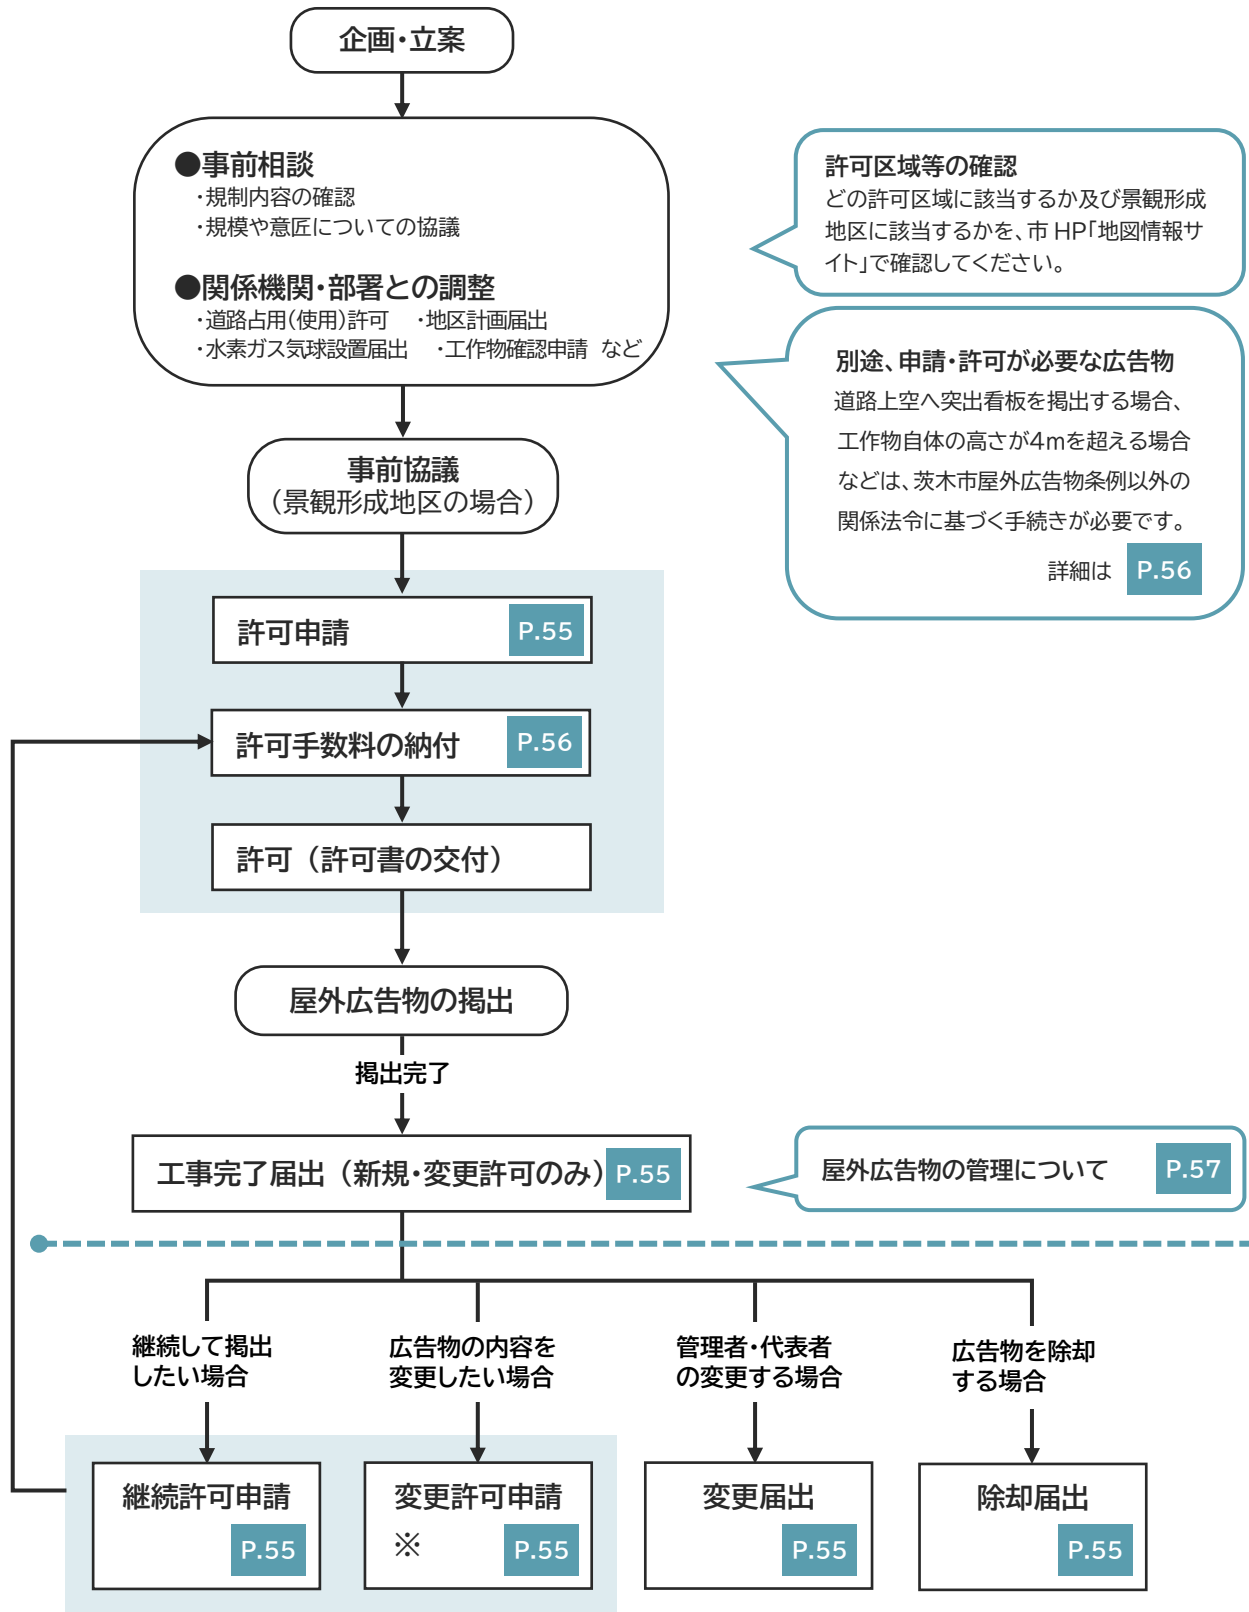 企画・立案
●事前相談
・規制内容の確認
・規模や意匠についての協議
●関係機関・部署との調整
・道路占用(使用)許可　・地区計画届出
・水素ガス気球設置届出　・工作物確認申請 など
許可区域等の確認
どの許可区域に該当するか及び景観形成
地区に該当するかを、市 HP「地図情報サ
イト」で確認してください。
別途、申請・許可が必要な広告物
道路上空へ突出看板を掲出する場合、
工作物自体の高さが4mを超える場合
などは、茨木市屋外広告物条例以外の
関係法令に基づく手続きが必要です。
詳細は P.56
事前協議
(景観形成地区の場合)
許可申請 P.55
許可手数料の納付 P.56
許可(許可書の交付)
屋外広告物の掲出
掲出完了
工事完了届出(新規・変更許可のみ) P.55
屋外広告物の管理について P.57
継続して掲出
したい場合
広告物の内容を
変更したい場合
管理者・代表者
の変更する場合
広告物を除却
する場合
継続許可申請
P.55
変更許可申請
※ P.55
変更届出
P.55
除却届出
P.55